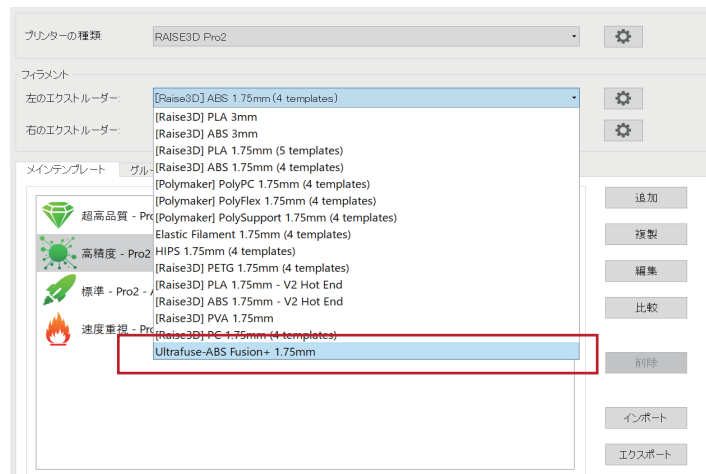 プリンターの種類:
RAISE3D Pro2
フィラメント
左のエクストルーダー:
[Raise3D] ABS 1.75mm (4 templates)
右のエクストルーダー:
[Raise3D] PLA 3mm
[Raise3D] ABS 3mm
[Raise3D] PLA 1.75mm (5 templates)
[Raise3D] ABS 1.75mm (4 templates)
[Polymaker] PolyPC 1.75mm (4 templates)
[Polymaker] PolyFlex 1.75mm (4 templates)
[Polymaker] PolySupport 1.75mm (4 templates)
Elastic Filament 1.75mm (4 templates)
HIPS 1.75mm (4 templates)
[Raise3D] PETG 1.75mm (4 templates)
[Raise3D] PLA 1.75mm - V2 Hot End
[Raise3D] ABS 1.75mm - V2 Hot End
[Raise3D] PVA 1.75mm
[Raise3D] PC 1.75mm (4 templates)
Ultrafuse-ABS Fusion+ 1.75mm
メインテンプレート
グル
超高品質 - Pro
高精度 - Pro2
標準 - Pro2 -
速度重視 - Pro
追加
複製
編集
比較
削除
インポート
エクスポート